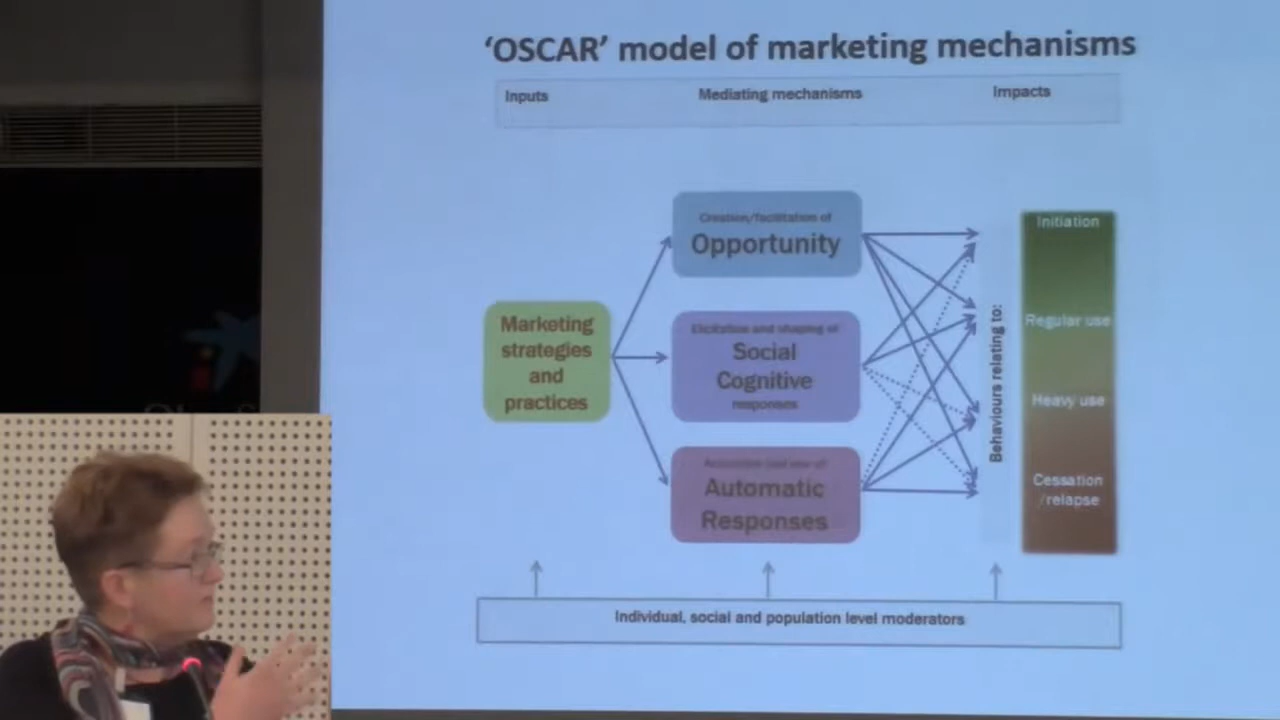 ‘OSCAR’ model of marketing mechanisms
Inputs Mediating mechanisms Impacts
Creation/facilitation of
Opportunity
Marketing
strategies
and
practices
Elicitation and shaping of
Social
Cognitive
responses
Automatic
Responses
Behaviours relating to:
Initiation
Regular use
Heavy use
Cessation
/relapse
Individual, social and population level moderators